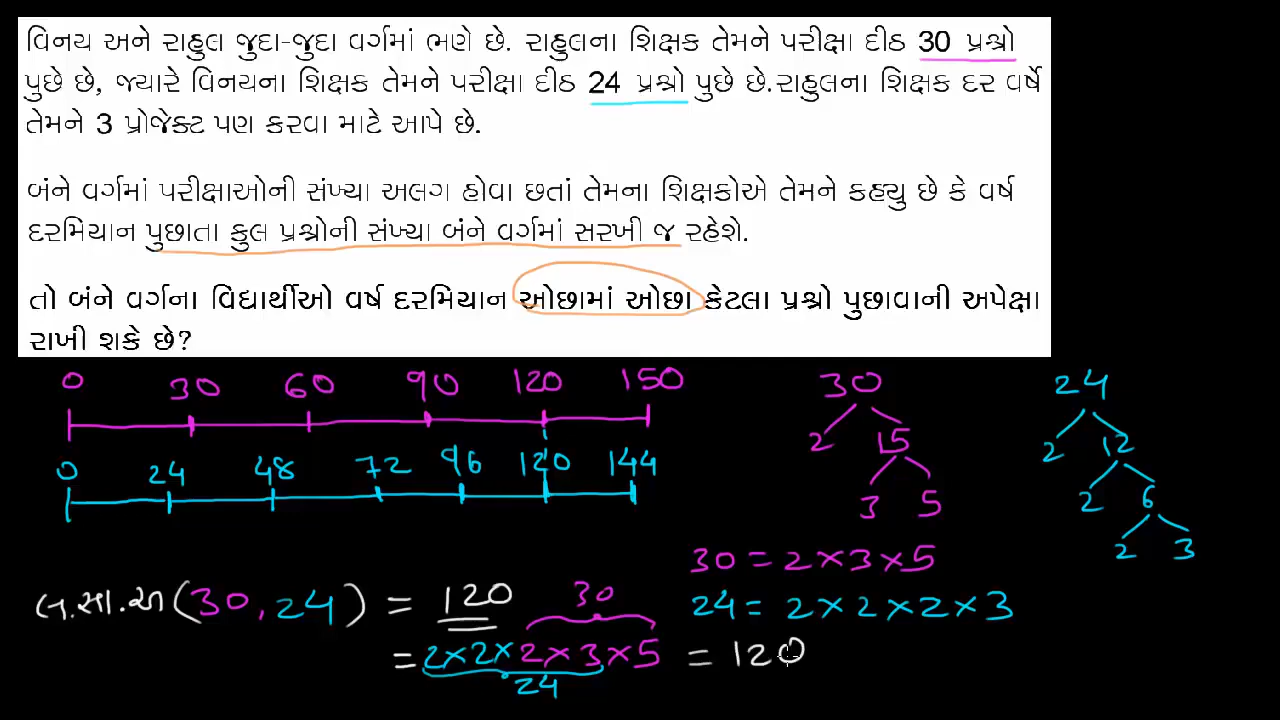 વિનય અને રાહુલ જુદા-જુદા વર્ગમાં ભણે છે. રાહુલના શિક્ષક તેમને પરીક્ષા દીઠ 30 પ્રશ્નો
પુછે છે, જ્યારે વિનયના શિક્ષક તેમને પરીક્ષા દીઠ 24 પ્રશ્નો પુછે છે.રાહુલના શિક્ષક દર વર્ષે
તેમને 3 પ્રોજેક્ટ પણ કરવા માટે આપે છે.
બંને વર્ગમાં પરીક્ષાઓની સંખ્યા અલગ હોવા છતાં તેમના શિક્ષકોએ તેમને કહ્યુ છે કે વર્ષ
દરમિયાન પુછાતા કુલ પ્રશ્નોની સંખ્યા બંને વર્ગમાં સરખી જ રહેશે.
તો બંને વર્ગના વિદ્યાર્થીઓ વર્ષ દરમિયાન ઓછામાં ઓછા કેટલા પ્રશ્નો પુછાવાની અપેક્ષા
રાખી શકે છે?
0 30 60 90 120 150
0 24 48 72 96 120 144
30
2 15
3 5
24
2 12
2 6
2 3
30 = 2×3×5
24 = 2×2×2×3
લ.સા.અ(30,24) = 120
30
= 2×2×2×3×5 = 120
24